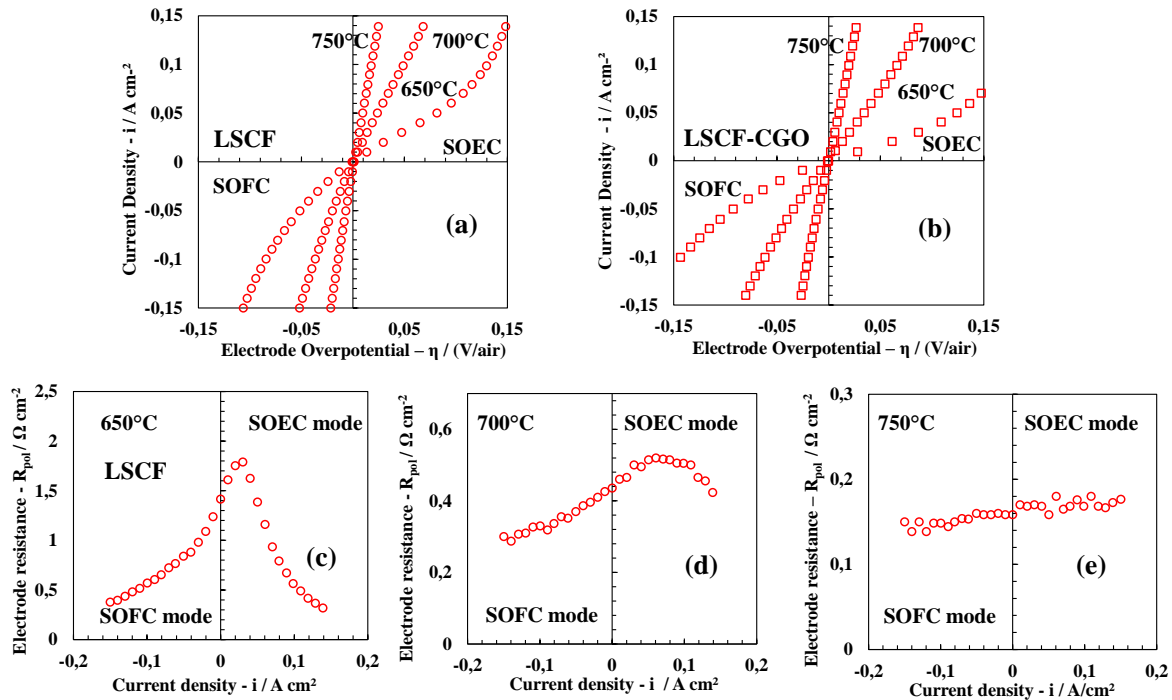 0,15
0,1
0,05
0
-0,05
-0,1
-0,15
-0,15
-0,05
0,05
0,15
Current Density - i / A cm-2
Electrode Overpotential – η / (V/air)
750°C
700°C
650°C
LSCF
SOEC
SOFC
(a)
0,15
0,1
0,05
0
-0,05
-0,1
-0,15
-0,15
-0,05
0,05
0,15
Current Density - i / A cm-2
Electrode Overpotential – η / (V/air)
750°C
700°C
650°C
LSCF-CGO
SOEC
SOFC
(b)
2,5
2
1,5
1
0,5
0
-0,2
-0,1
0
0,1
0,2
Electrode resistance - Rpol / Ω cm-2
Current density - i / A cm2
650°C
SOEC mode
LSCF
(c)
SOFC mode
0,6
0,4
0,2
0
-0,2
-0,1
0
0,1
0,2
Electrode resistance - Rpol / Ω cm-2
Current density - i / A cm2
700°C
SOEC mode
(d)
SOFC mode
0,3
0,2
0,1
0
-0,2
-0,1
0
0,1
0,2
Electrode resistance – Rpol / Ω cm-2
Current density - i / A/cm2
750°C
SOEC mode
(e)
SOFC mode